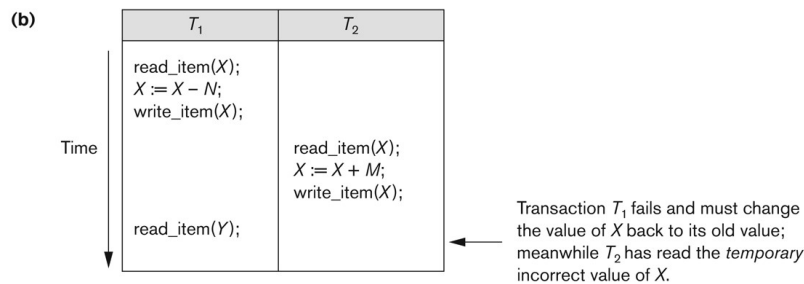 (b)
T1 T2
read_item(X);
X := X – N;
write_item(X);
Time
read_item(X);
X := X + M;
write_item(X);
read_item(Y);
Transaction T1 fails and must change
the value of X back to its old value;
meanwhile T2 has read the temporary
incorrect value of X.